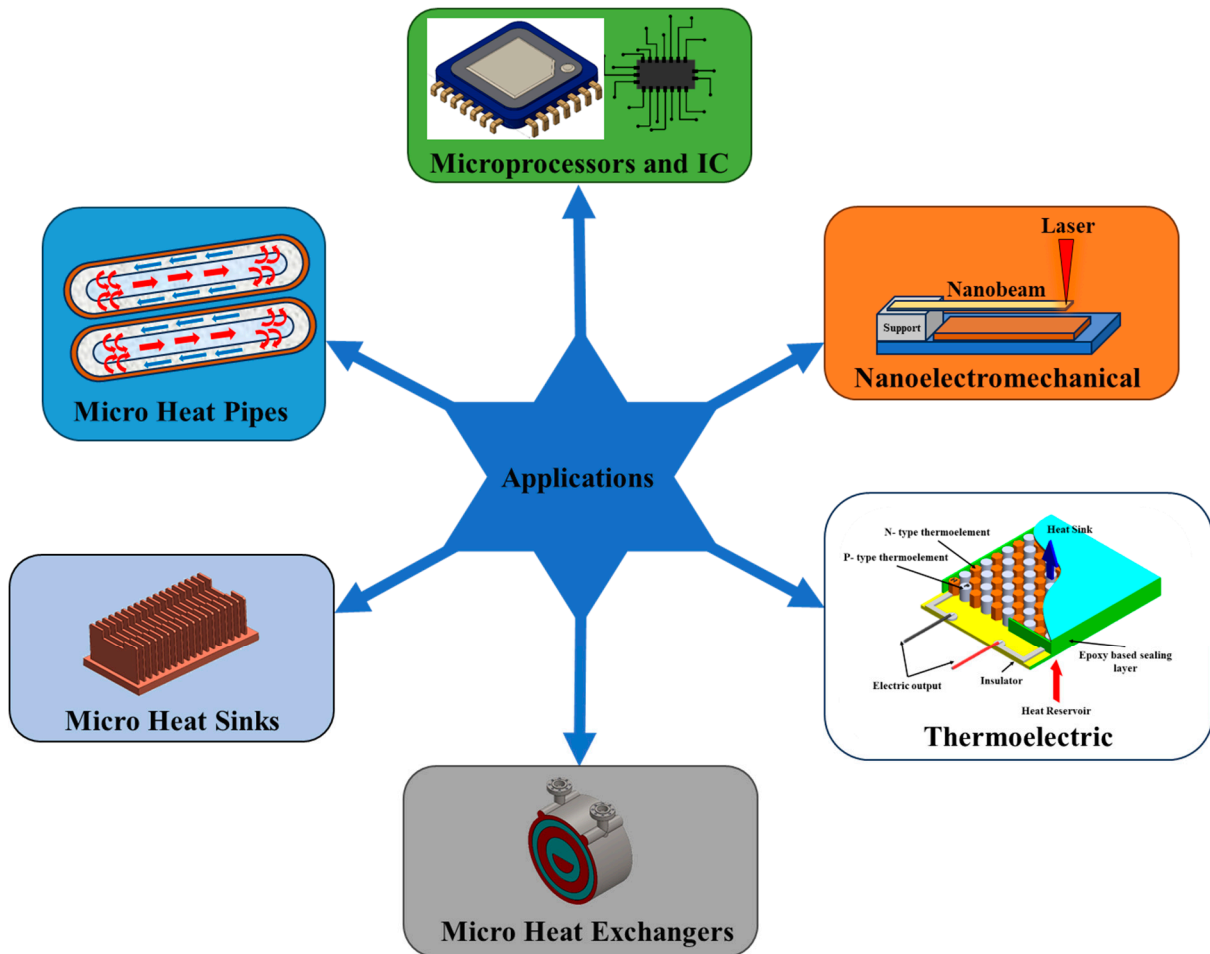 Microprocessors and IC
Micro Heat Pipes
Laser
Nanobeam
Support
Nanoelectromechanical
Applications
Micro Heat Sinks
Heat Sink
N- type thermoelement
P- type thermoelement
Epoxy based sealing
layer
Electric output
Insulator
Heat Reservoir
Thermoelectric
Micro Heat Exchangers